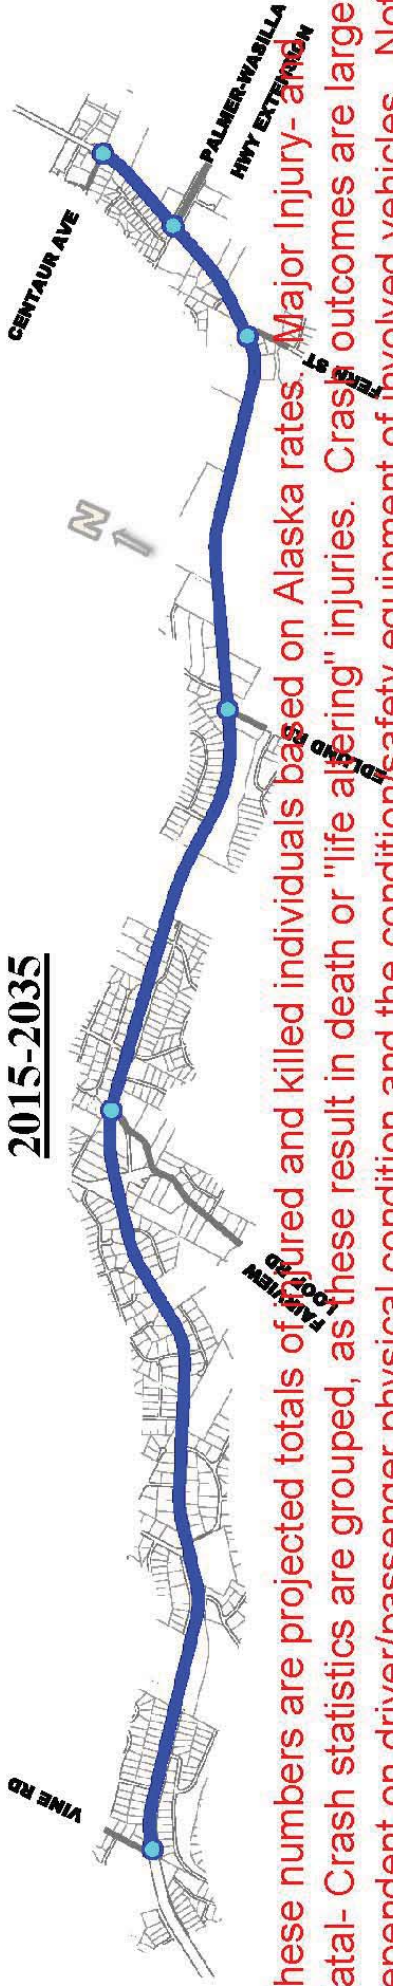 2015-2035
VINE RD
FAIRVIEW
LOOP RD
EDLUND RD
N
FERN ST
CENTAUR AVE
PALMER-WASILLA
HWY EXTENSION
hese numbers are projected totals of injured and killed individuals based on Alaska rates. Major Injury- and
atal- Crash statistics are grouped, as these result in death or "life altering" injuries. Crash outcomes are large
ependent on driver/passenger physical condition and the condition/safety equipment of involved vehicles. Not